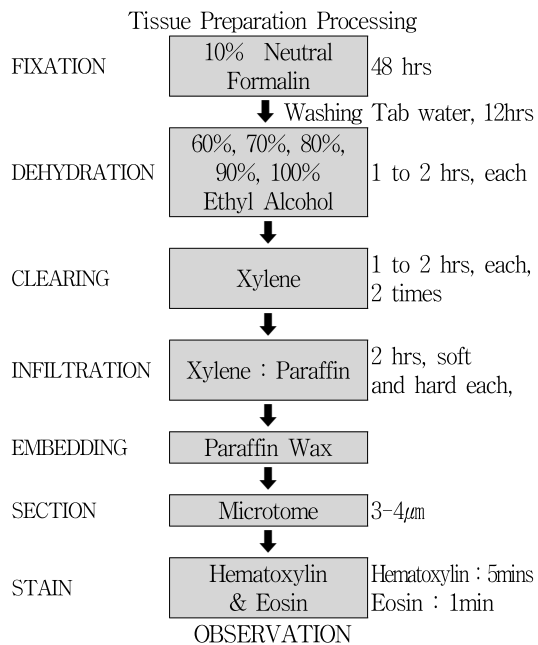 Tissue Preparation Processing
FIXATION
10% Neutral
Formalin
48 hrs
Washing Tab water, 12hrs
DEHYDRATION
60%, 70%, 80%,
90%, 100%
Ethyl Alcohol
1 to 2 hrs, each
CLEARING
Xylene
1 to 2 hrs, each,
2 times
INFILTRATION
Xylene : Paraffin
2 hrs, soft
and hard each,
EMBEDDING
Paraffin Wax
SECTION
Microtome
3-4μm
STAIN
Hematoxylin
& Eosin
Hematoxylin : 5mins
Eosin : 1min
OBSERVATION